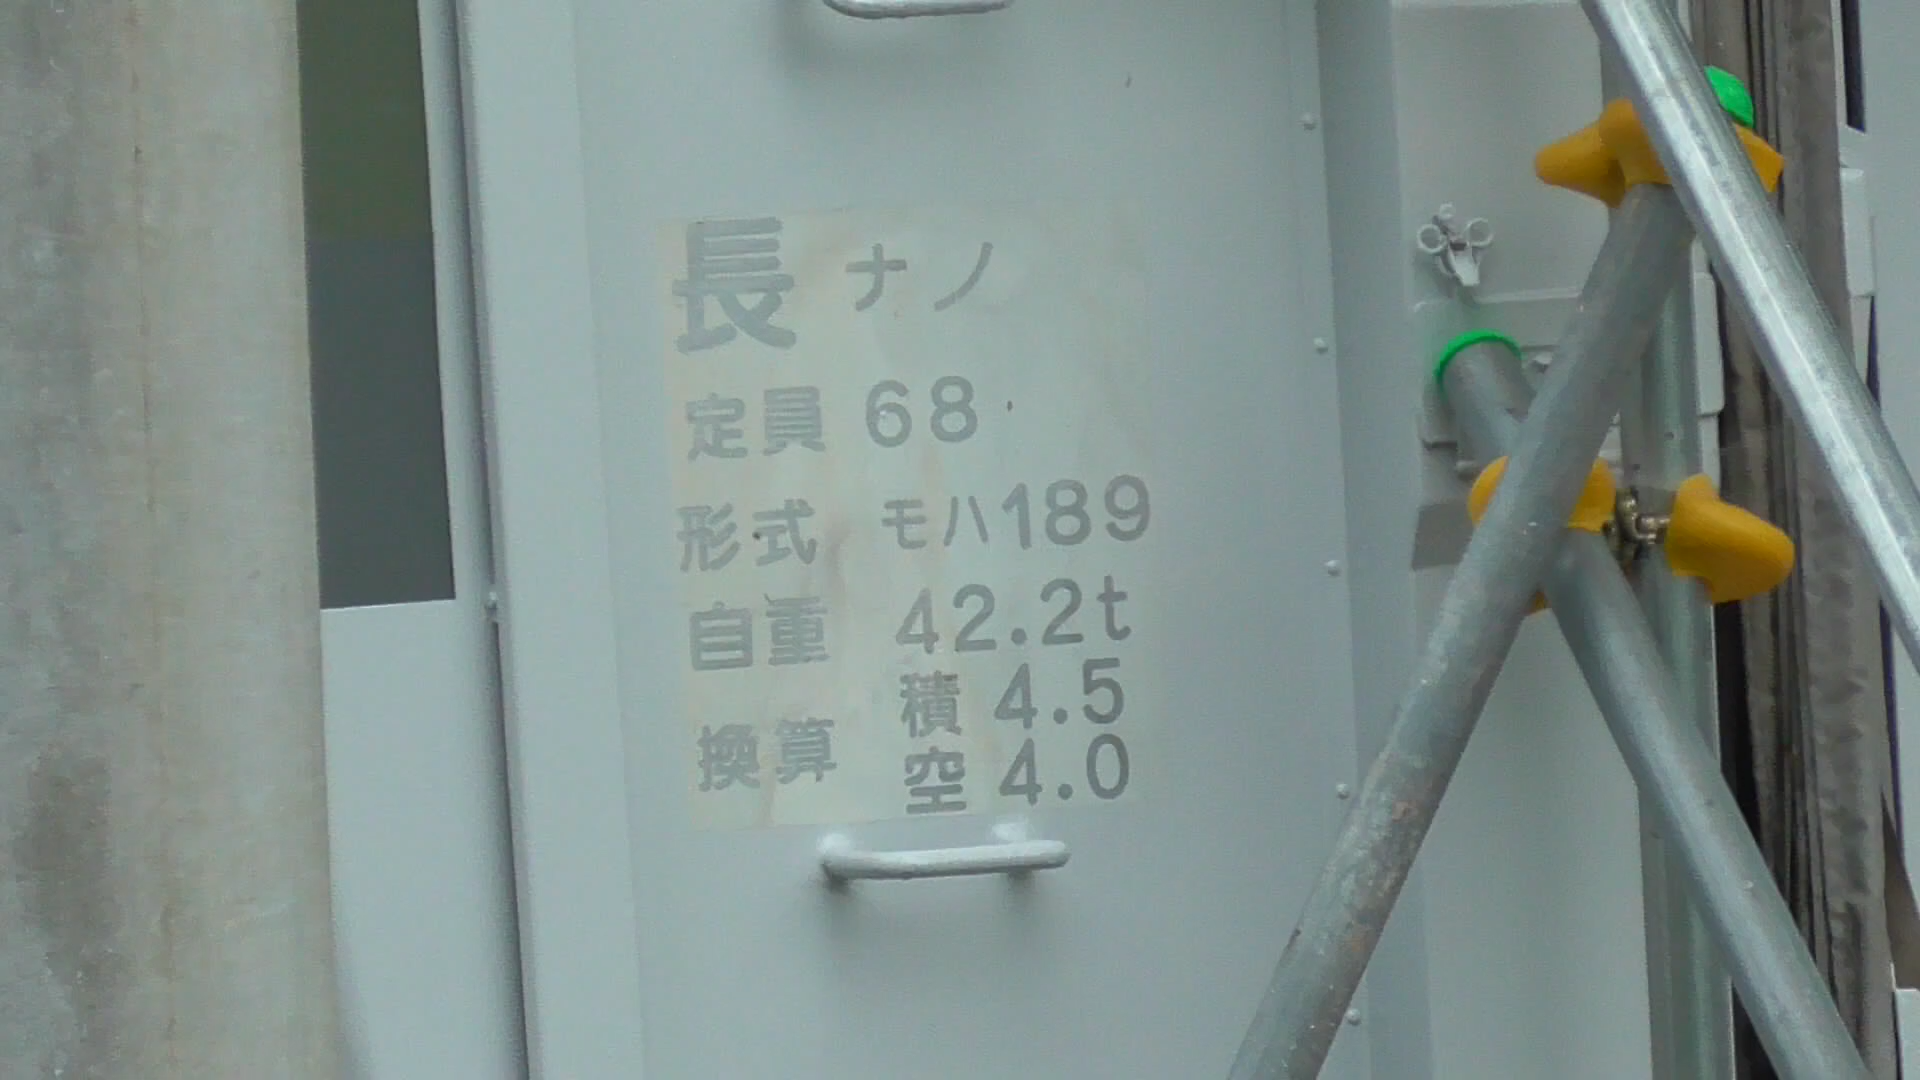 長 ナノ
定員 68
形式 モハ189
自重 42.2t
換算 積 4.5
空 4.0